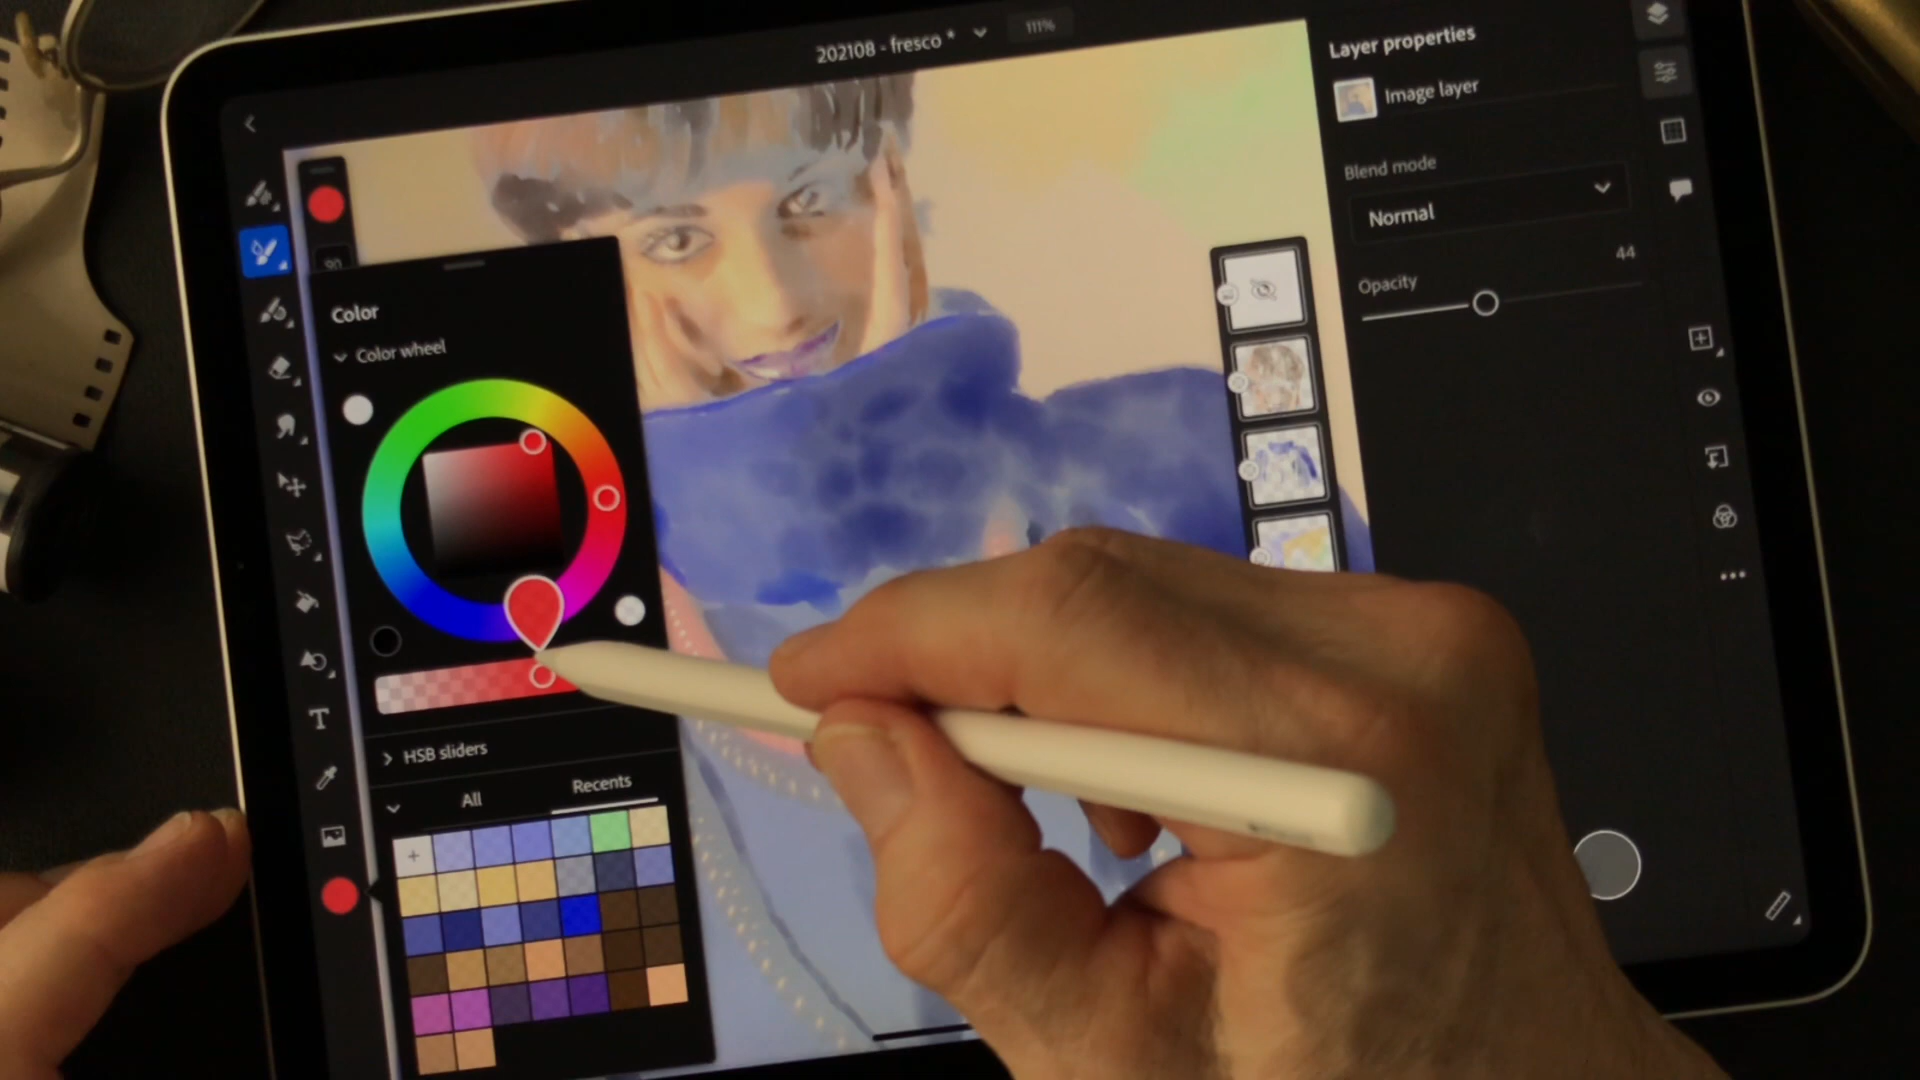 202108 - fresco *
111%
Layer properties
Image layer
Blend mode
Normal
44
Opacity
90
Color
Color wheel
T
HSB sliders
All
Recents